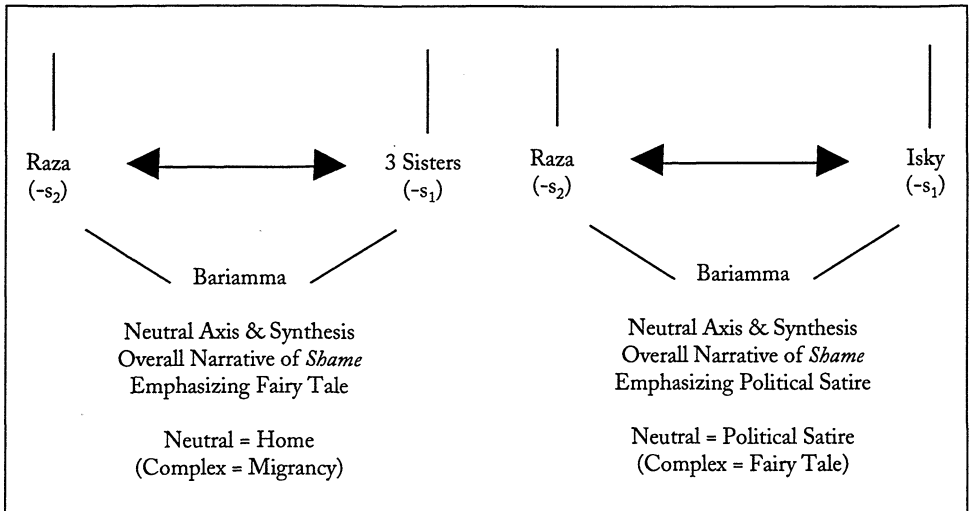 Raza
(-s₂)
3 Sisters
(-s₁)
Bariamma
Neutral Axis & Synthesis
Overall Narrative of Shame
Emphasizing Fairy Tale
Neutral = Home
(Complex = Migrancy)
Raza
(-s₂)
Isky
(-s₁)
Bariamma
Neutral Axis & Synthesis
Overall Narrative of Shame
Emphasizing Political Satire
Neutral = Political Satire
(Complex = Fairy Tale)